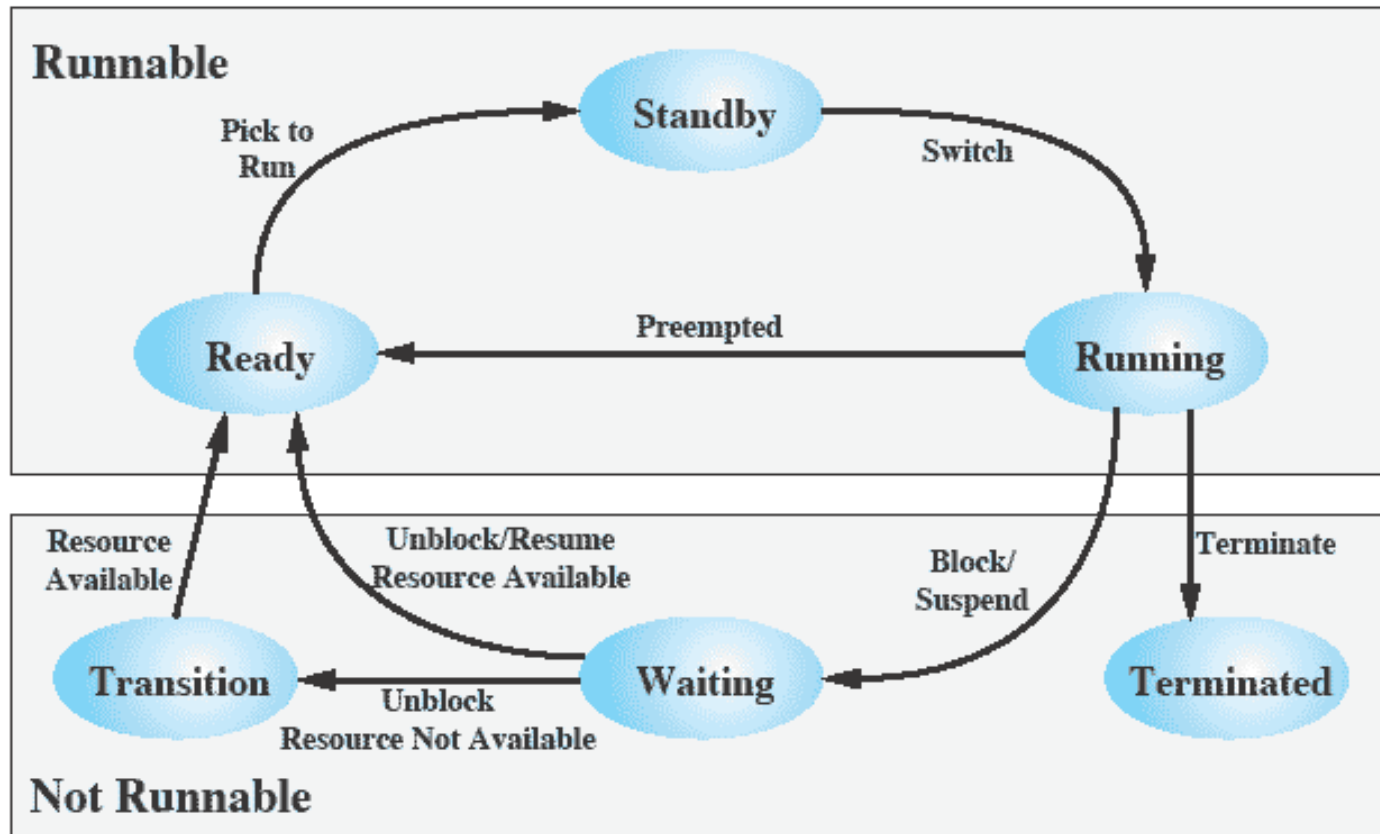 Runnable
Standby
Pick to
Run
Switch
Preempted
Ready
Running
Resource
Available
Unblock/Resume
Resource Available
Block/
Suspend
Terminate
Transition
Waiting
Terminated
Unblock
Resource Not Available
Not Runnable